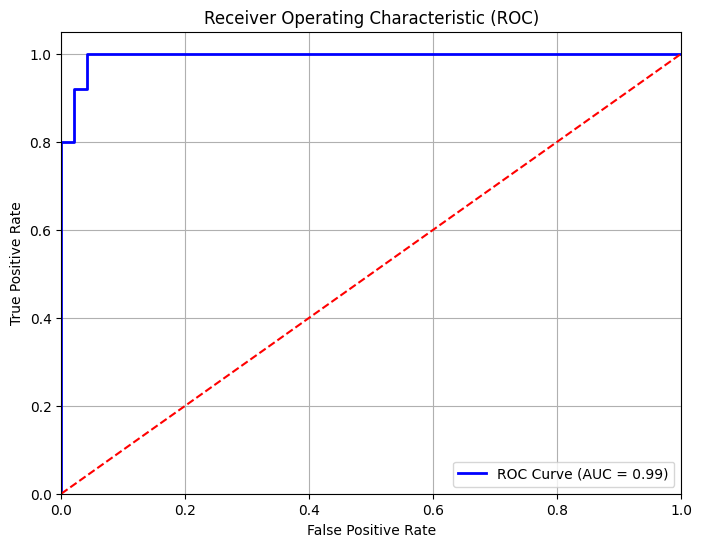 Receiver Operating Characteristic (ROC)
True Positive Rate
1.0
0.8
0.6
0.4
0.2
0.0
0.0 0.2 0.4 0.6 0.8 1.0
False Positive Rate
ROC Curve (AUC = 0.99)